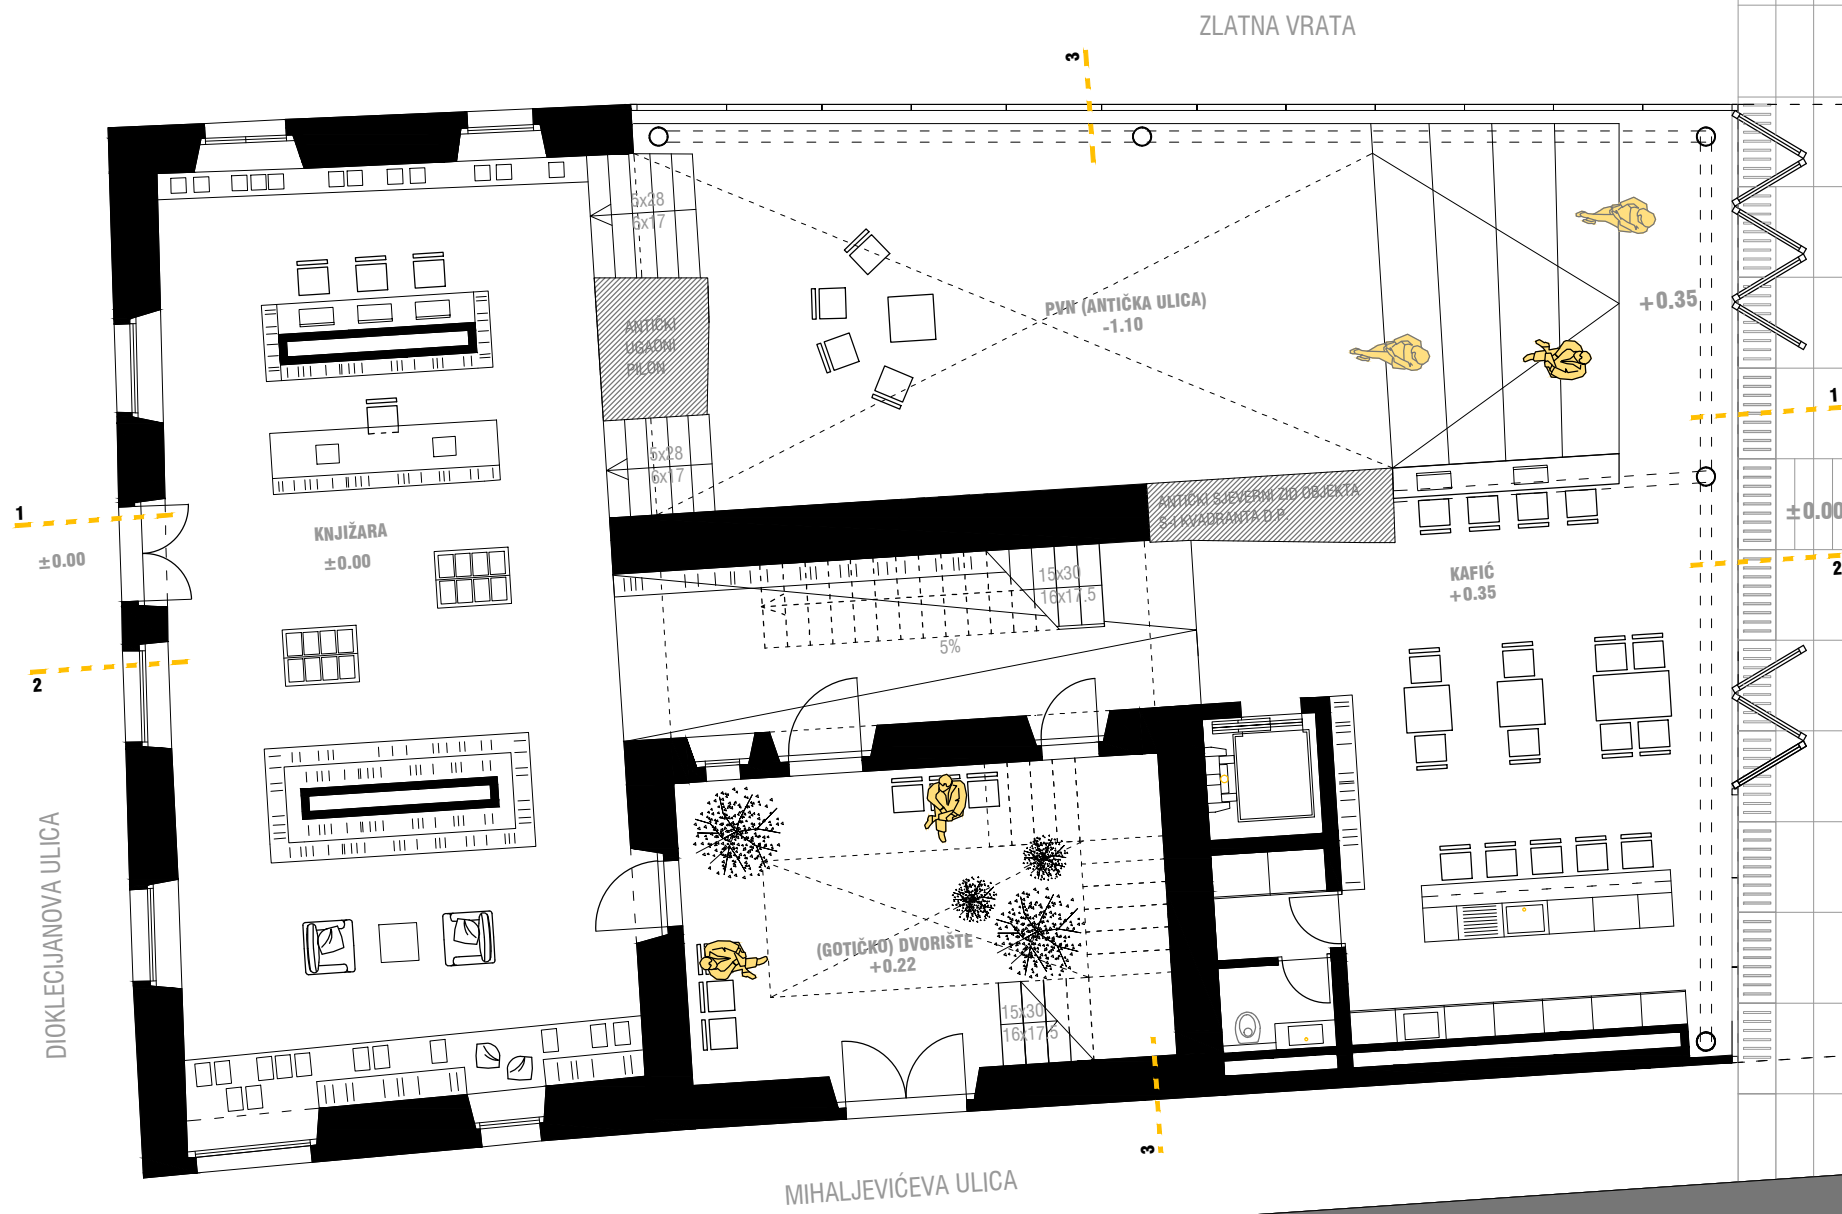 ZLATNA VRATA
3
5x28
6x17
ANTIČKI
UGAONI
PILON
PVN (ANTIČKA ULICA)
-1.10
+0.35
1
5x28
6x17
ANTIČKI SJEVERNI ZID OBJEKTA
S-I KVADRANTA D.P.
1
±0.00
KNJIŽARA
±0.00
±0.00
2
KAFIĆ
+0.35
15x30
16x17.5
5%
2
DIOKLECIJANOVA ULICA
(GOTIČKO) DVORIŠTE
+0.22
15x30
16x17.5
3
MIHALJEVIĆEVA ULICA